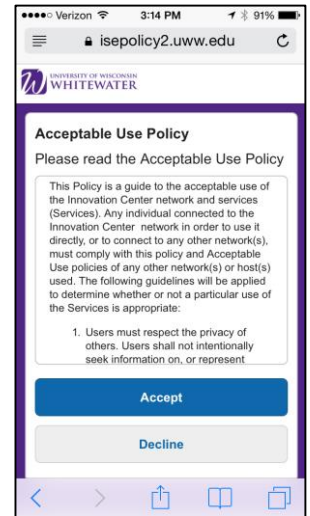 Verizon 3:14 PM 91%
isepolicy2.uww.edu
UNIVERSITY OF WISCONSIN
WHITEWATER
Acceptable Use Policy
Please read the Acceptable Use Policy
This Policy is a guide to the acceptable use of
the Innovation Center network and services
(Services). Any individual connected to the
Innovation Center network in order to use it
directly, or to connect to any other network(s),
must comply with this policy and Acceptable
Use policies of any other network(s) or host(s)
used. The following guidelines will be applied
to determine whether or not a particular use of
the Services is appropriate:
1. Users must respect the privacy of
others. Users shall not intentionally
seek information on, or represent
Accept
Decline